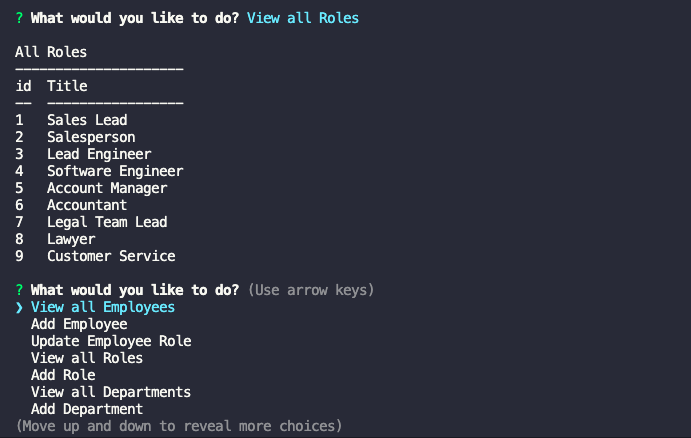 ? What would you like to do? View all Roles
All Roles
---------------------
id  Title
--  -----------------
1   Sales Lead
2   Salesperson
3   Lead Engineer
4   Software Engineer
5   Account Manager
6   Accountant
7   Legal Team Lead
8   Lawyer
9   Customer Service
? What would you like to do? (Use arrow keys)
❯ View all Employees
  Add Employee
  Update Employee Role
  View all Roles
  Add Role
  View all Departments
  Add Department
(Move up and down to reveal more choices)